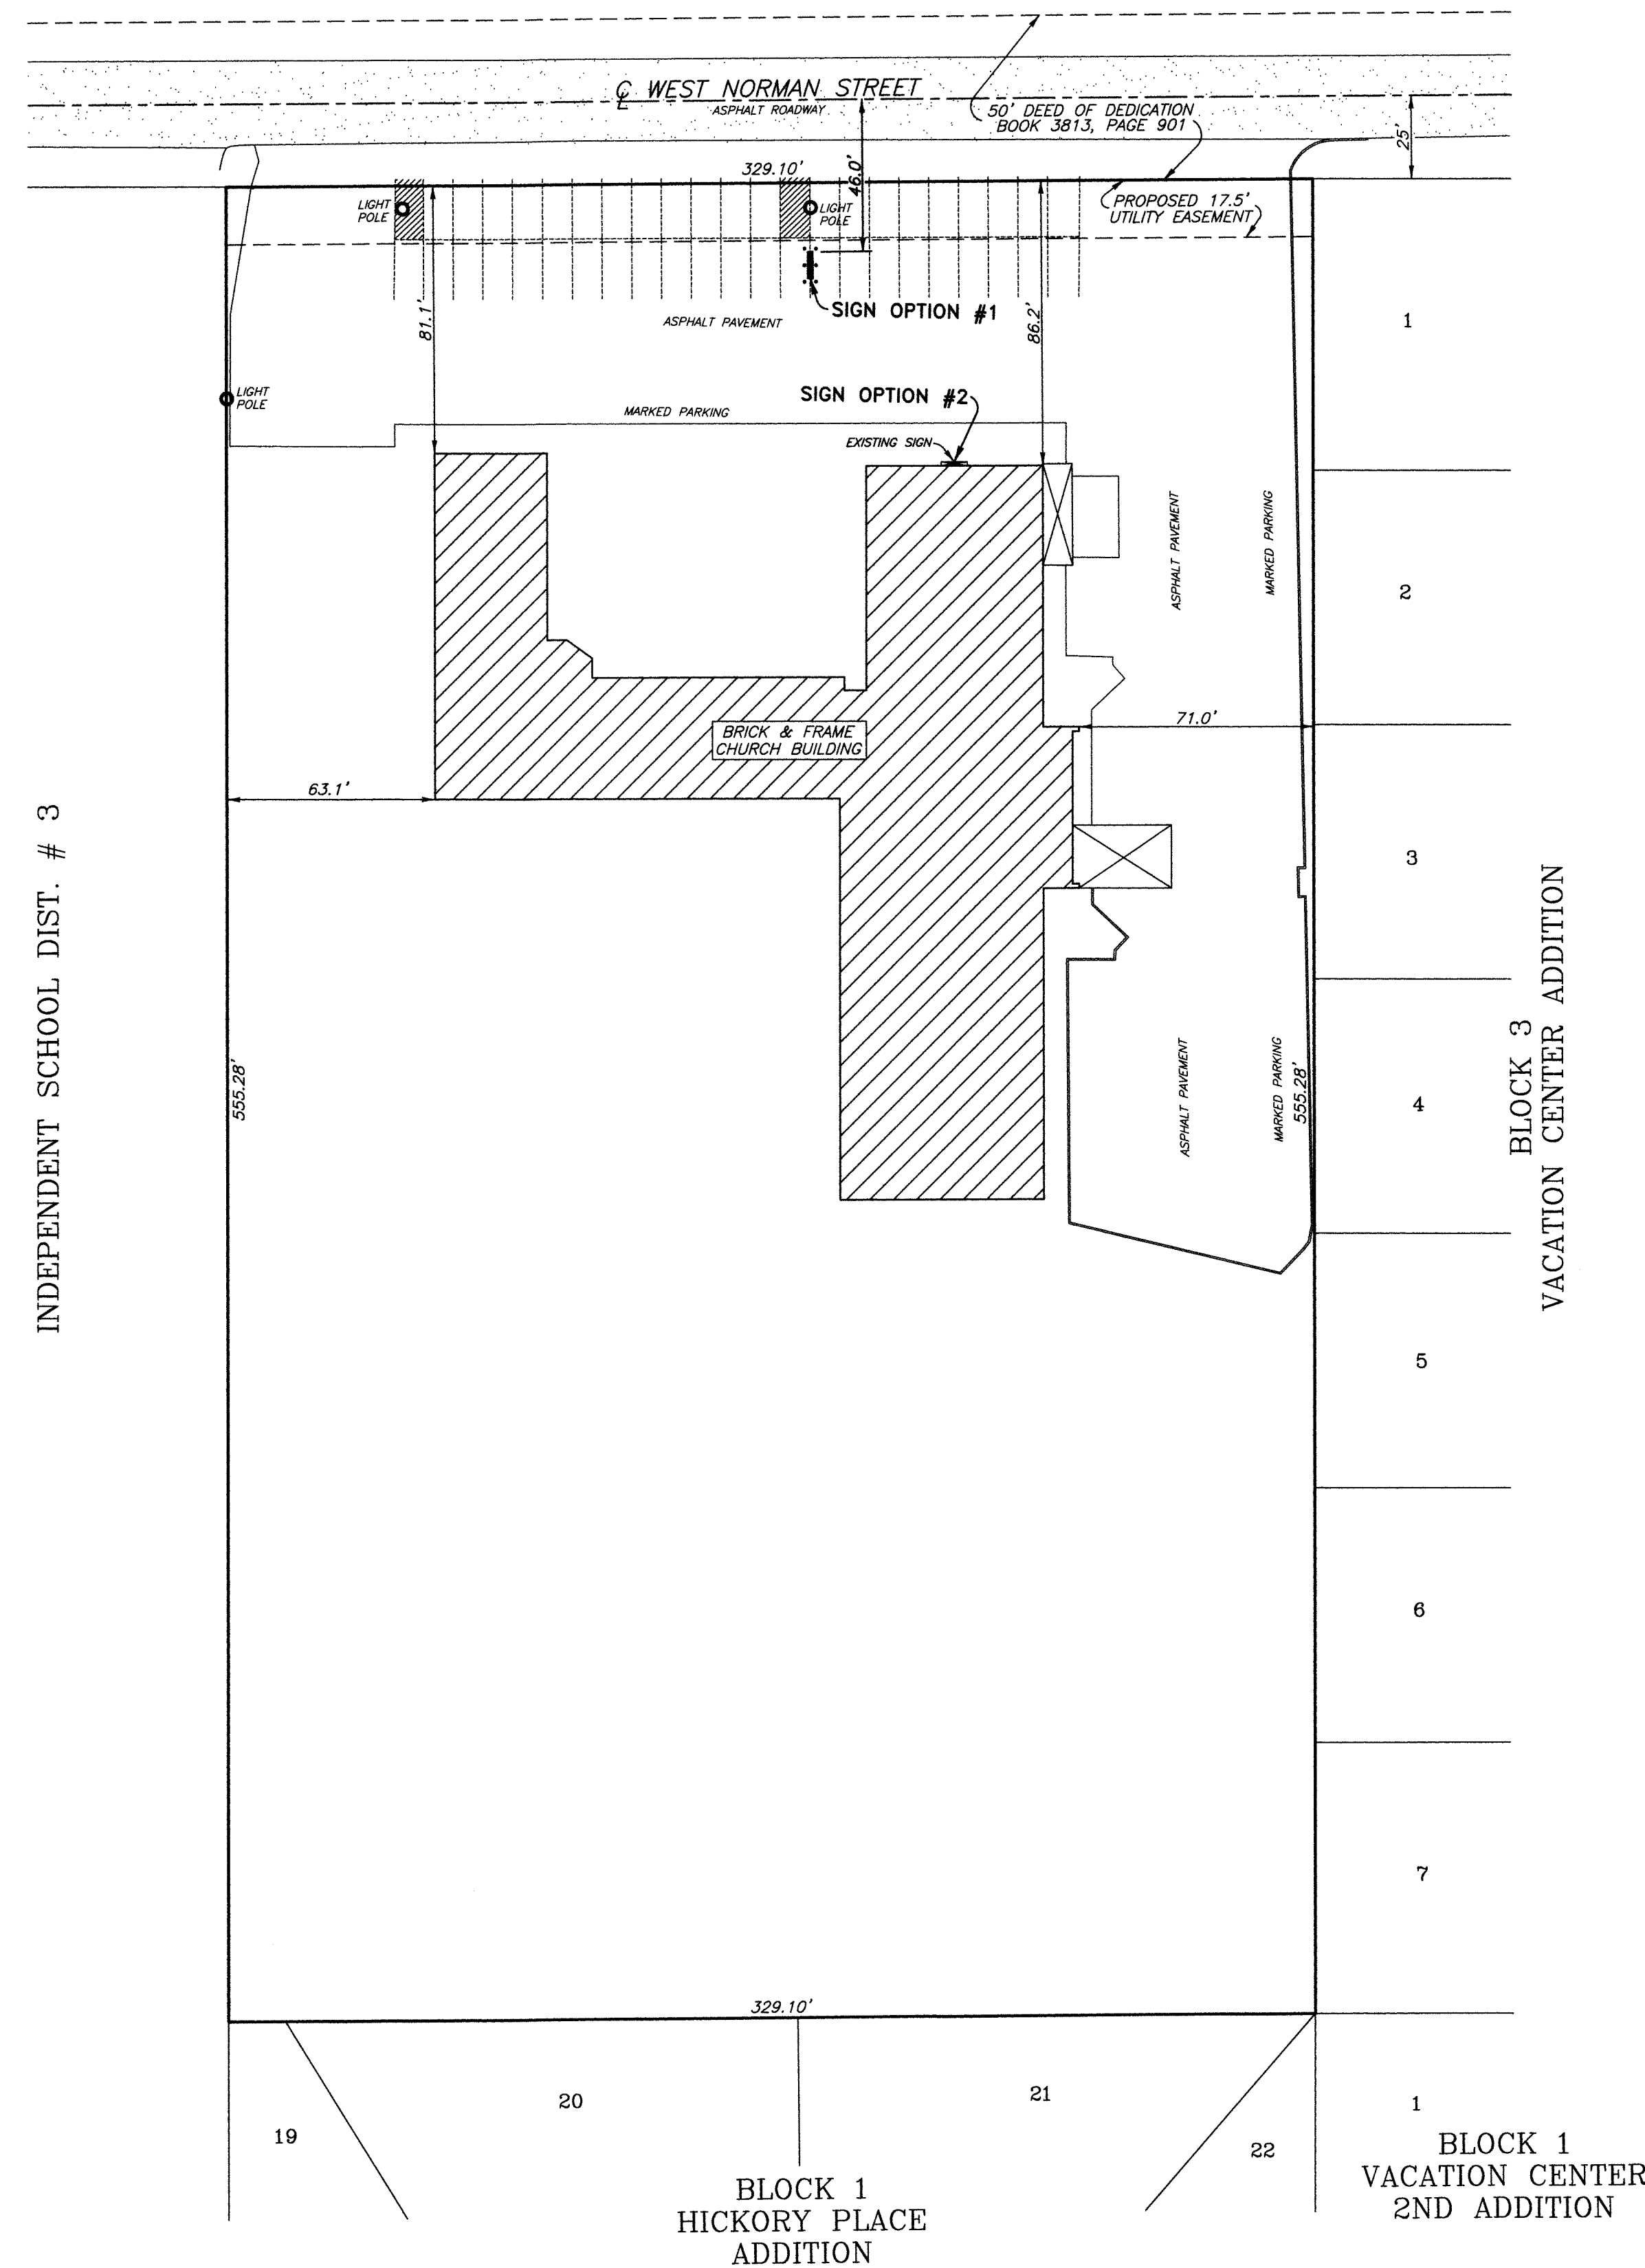 ℄ WEST NORMAN STREET
ASPHALT ROADWAY
50' DEED OF DEDICATION
BOOK 3813, PAGE 901
25'
329.10'
46.0'
LIGHT
POLE
LIGHT
POLE
PROPOSED 17.5'
UTILITY EASEMENT
SIGN OPTION #1
81.1'
ASPHALT PAVEMENT
86.2'
1
LIGHT
POLE
SIGN OPTION #2
MARKED PARKING
EXISTING SIGN
ASPHALT PAVEMENT
MARKED PARKING
2
71.0'
BRICK & FRAME
CHURCH BUILDING
63.1'
3
INDEPENDENT SCHOOL DIST. # 3
555.28'
ASPHALT PAVEMENT
MARKED PARKING
555.28'
4
BLOCK 3
VACATION CENTER ADDITION
5
6
7
329.10'
19
20
21
22
1
BLOCK 1
HICKORY PLACE
ADDITION
BLOCK 1
VACATION CENTER
2ND ADDITION